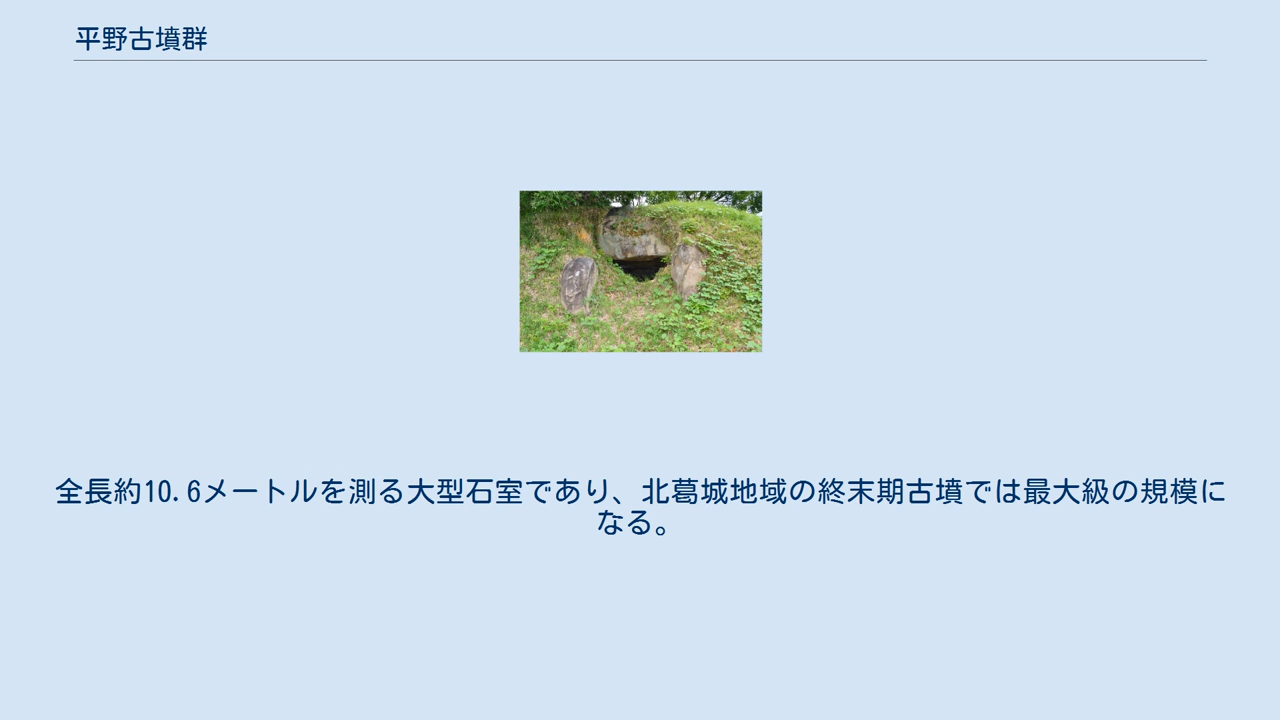 平野古墳群
全長約10.6メートルを測る大型石室であり、北葛城地域の終末期古墳では最大級の規模に
なる。